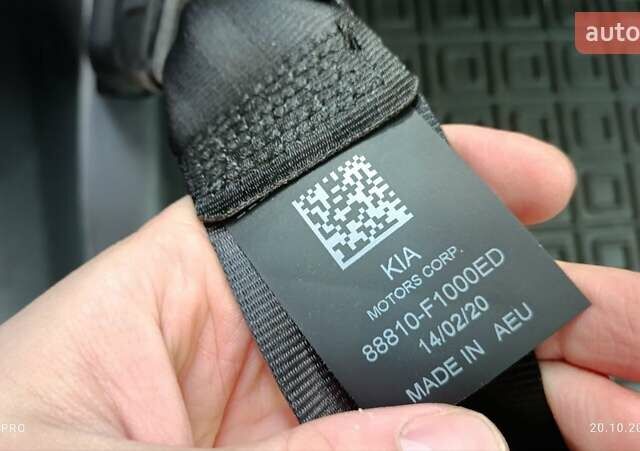 auto
KIA
MOTORS CORP.
88810-F1000ED
14/02/20
MADE IN AEU
PRO
20.10.20